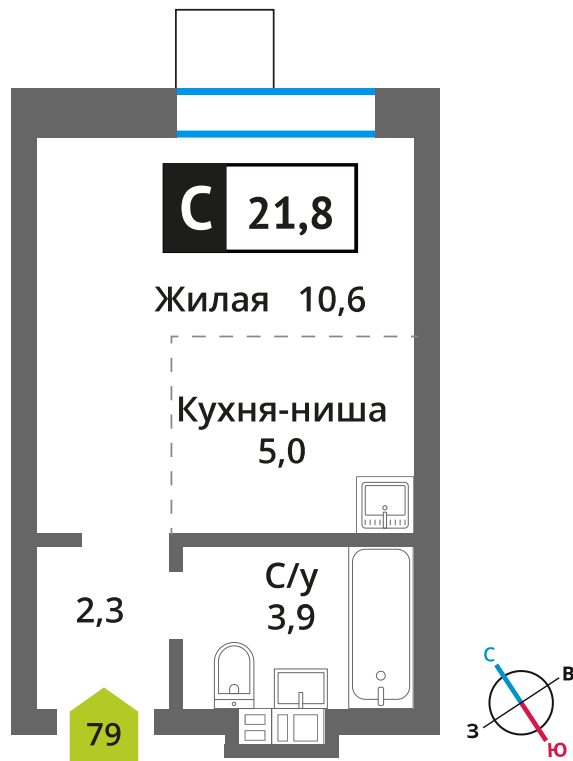 С 21,8
Жилая 10,6
Кухня-ниша
5,0
С/у
3,9
2,3
79
С
В
З
Ю